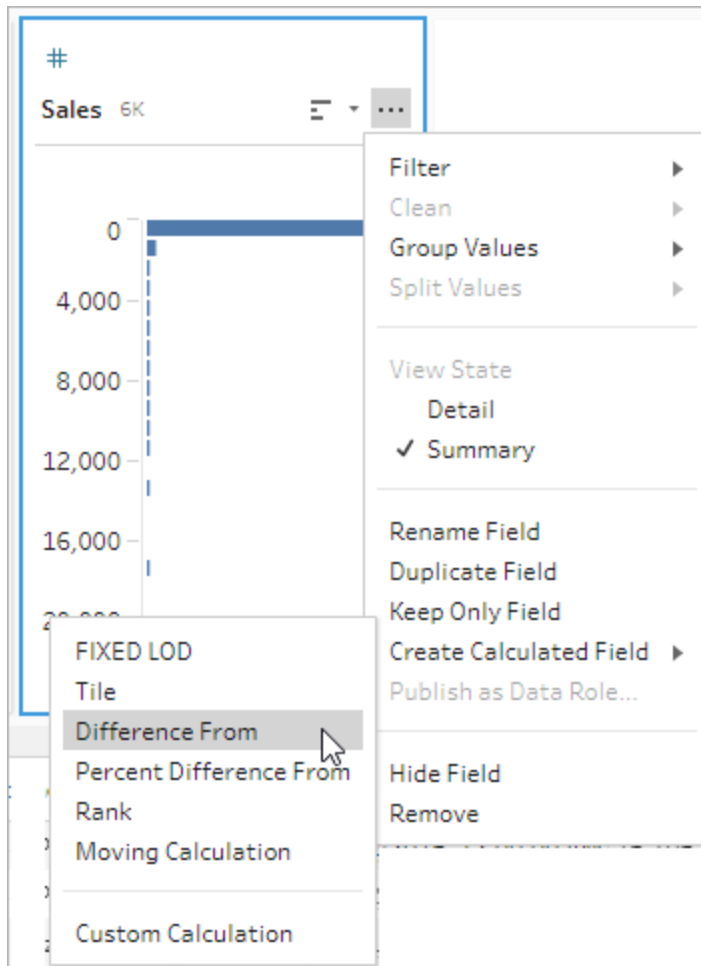 #
Sales 6K
...
0
4,000
8,000
12,000
16,000
Filter
Clean
Group Values
Split Values
View State
Detail
✓ Summary
Rename Field
Duplicate Field
Keep Only Field
Create Calculated Field
Publish as Data Role...
Hide Field
Remove
FIXED LOD
Tile
Difference From
Percent Difference From
Rank
Moving Calculation
Custom Calculation